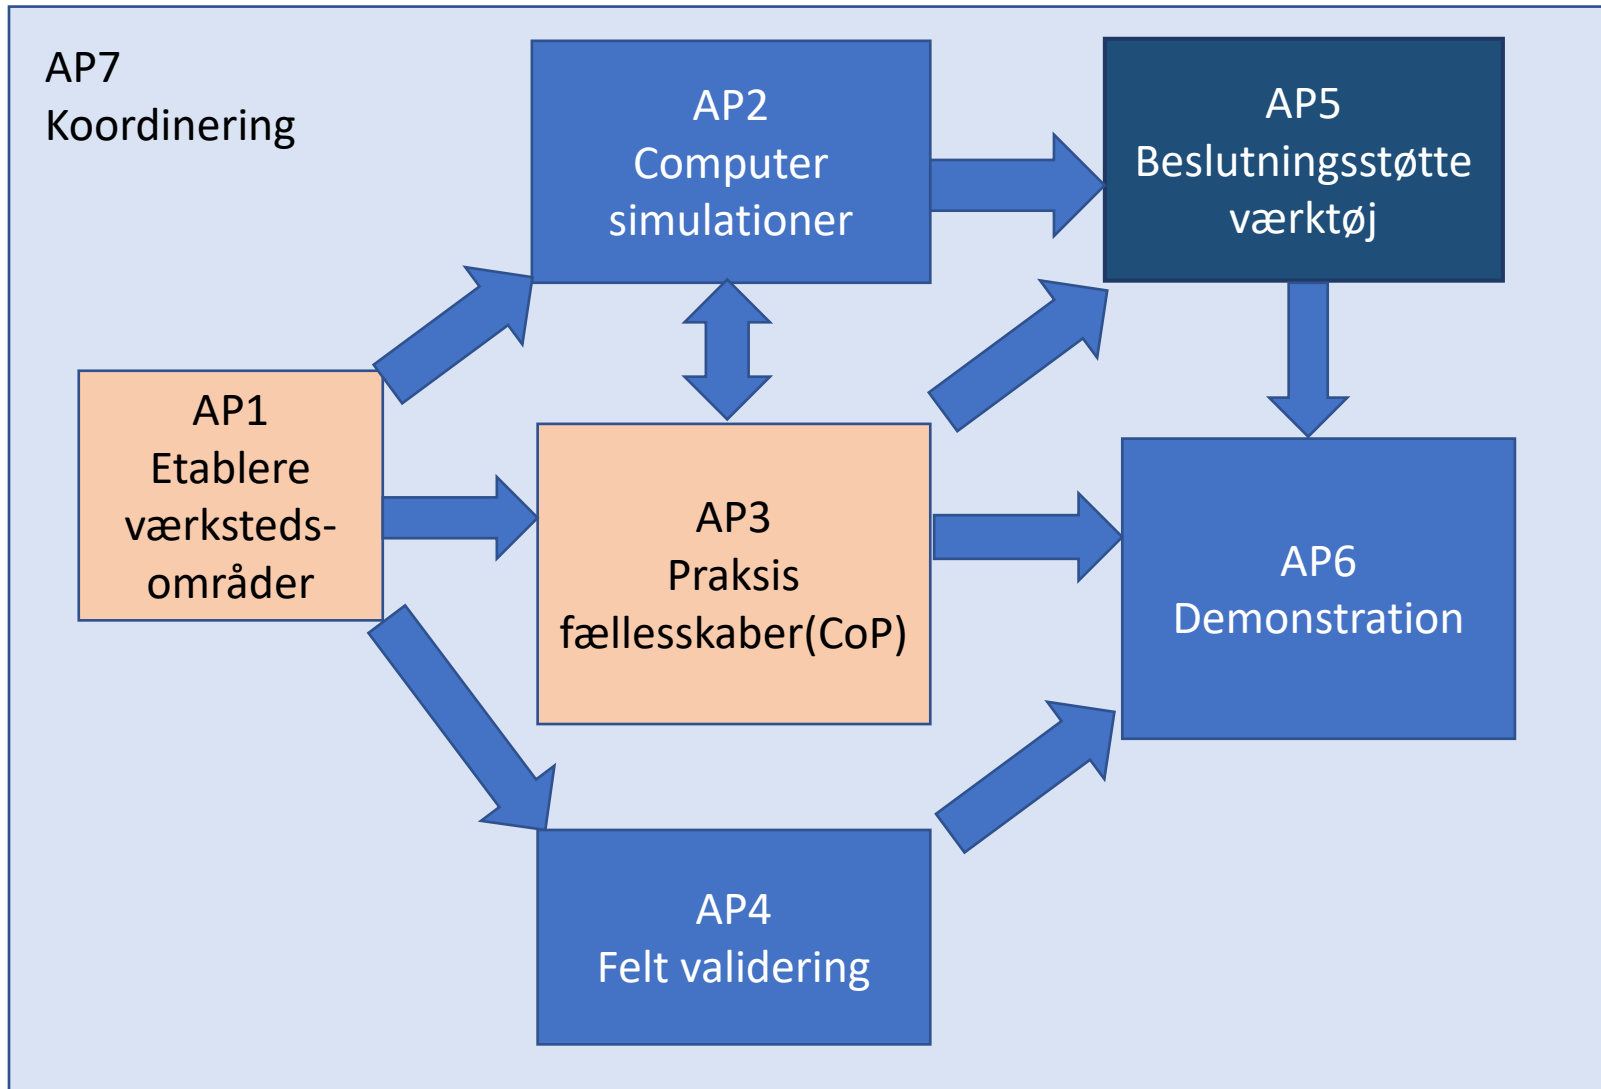 AP7
Koordinering
AP2
Computer
simulationer
AP5
Beslutningsstøtte
værktøj
AP1
Etablere
værksteds-
områder
AP3
Praksis
fællesskaber(CoP)
AP6
Demonstration
AP4
Felt validering